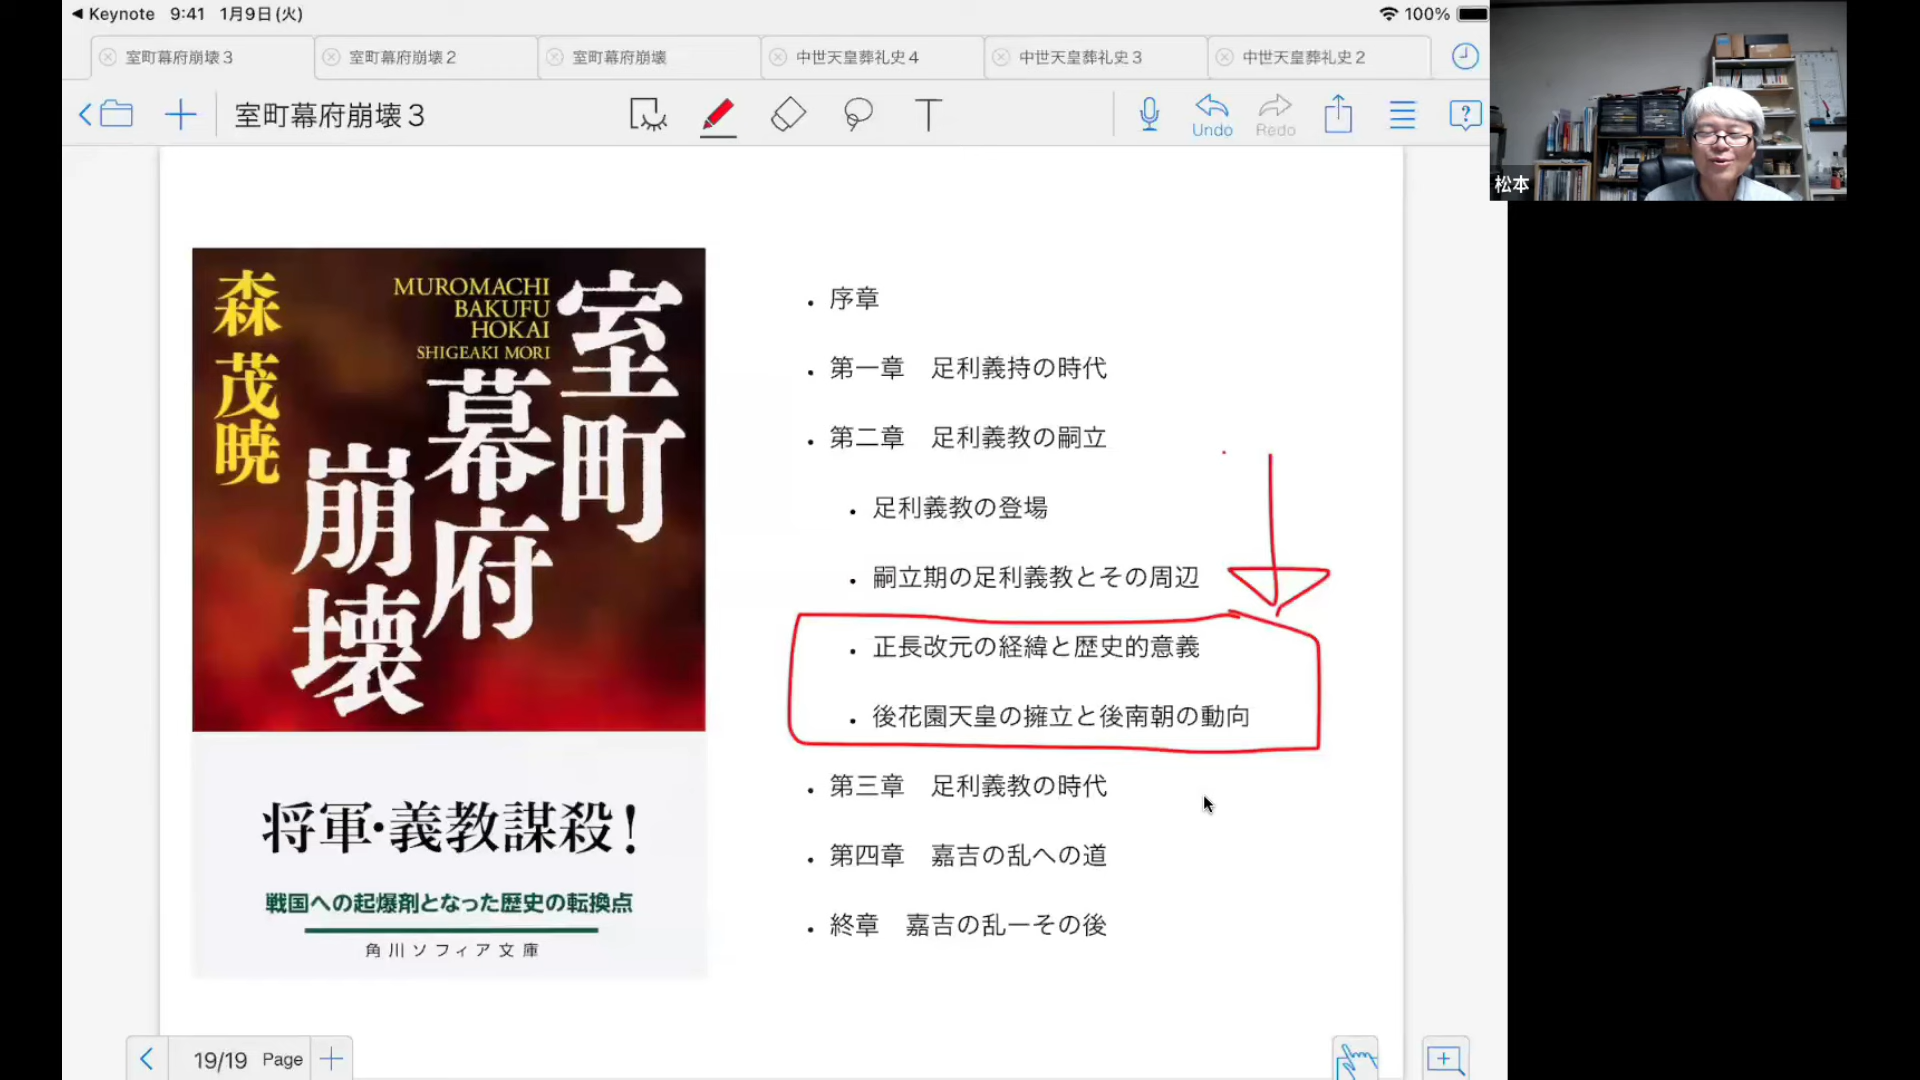 ◀ Keynote 9:41 1月9日(火) 100%
室町幕府崩壊３ 室町幕府崩壊２ 室町幕府崩壊 中世天皇葬礼史４ 中世天皇葬礼史３ 中世天皇葬礼史２
室町幕府崩壊３ T Undo Redo ?
松本
室町幕府崩壊
MUROMACHI
BAKUFU
HOKAI
SHIGEAKI MORI
森 茂暁
将軍・義教謀殺!
戦国への起爆剤となった歴史の転換点
角川ソフィア文庫
・序章
・第一章　足利義持の時代
・第二章　足利義教の嗣立
・足利義教の登場
・嗣立期の足利義教とその周辺
・正長改元の経緯と歴史的意義
・後花園天皇の擁立と後南朝の動向
・第三章　足利義教の時代
・第四章　嘉吉の乱への道
・終章　嘉吉の乱ーその後
19/19 Page